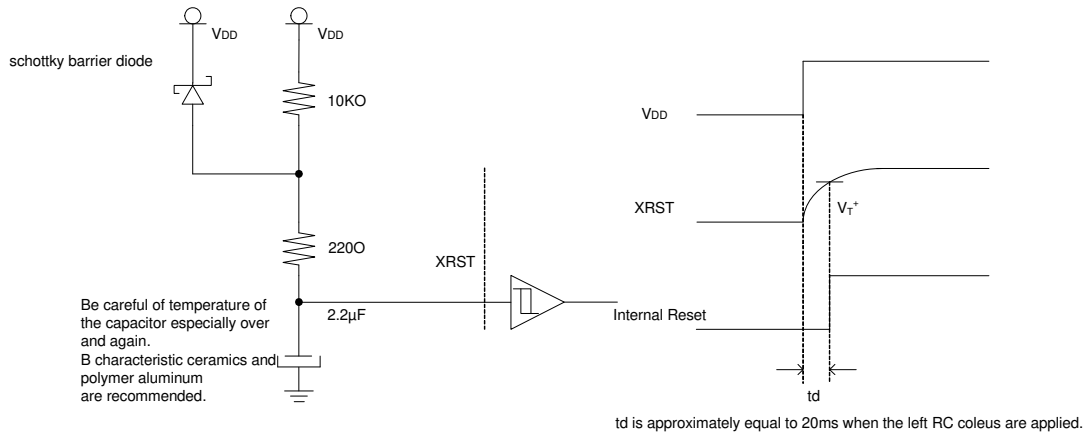 VDD
VDD
schottky barrier diode
10KO
220O
XRST
2.2µF
Be careful of temperature of
the capacitor especially over
and again.
B characteristic ceramics and
polymer aluminum
are recommended.
VDD
XRST
VT+
Internal Reset
td
td is approximately equal to 20ms when the left RC coleus are applied.